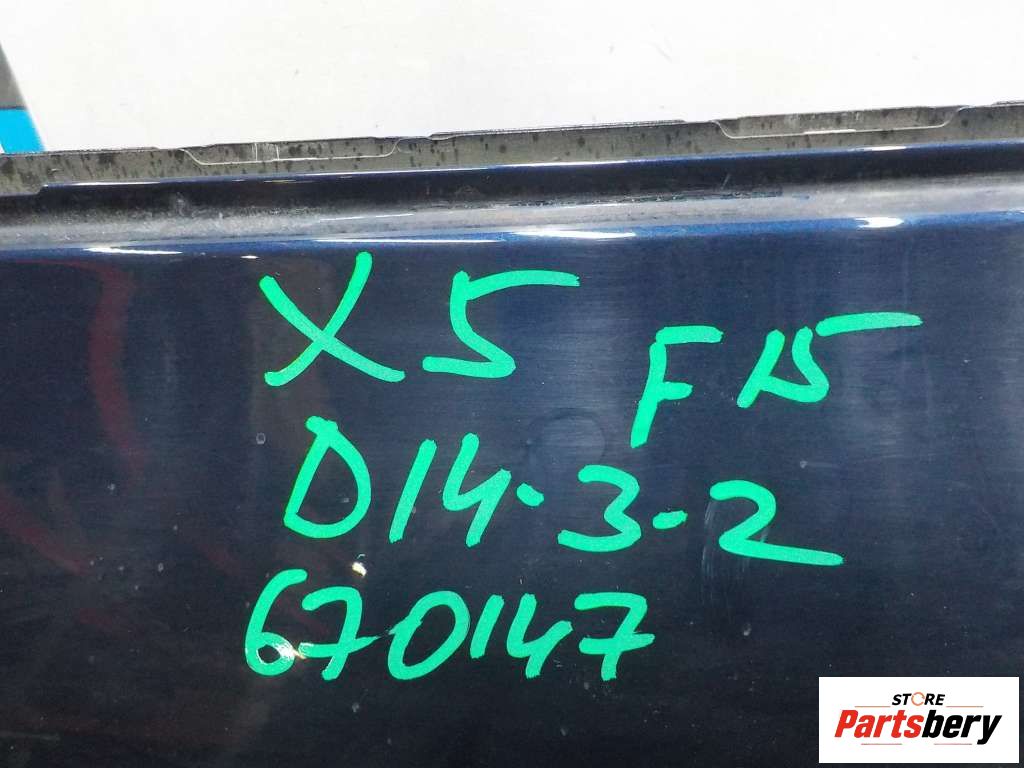 X5 F15
D14-3-2
670147
STORE
Partsbery